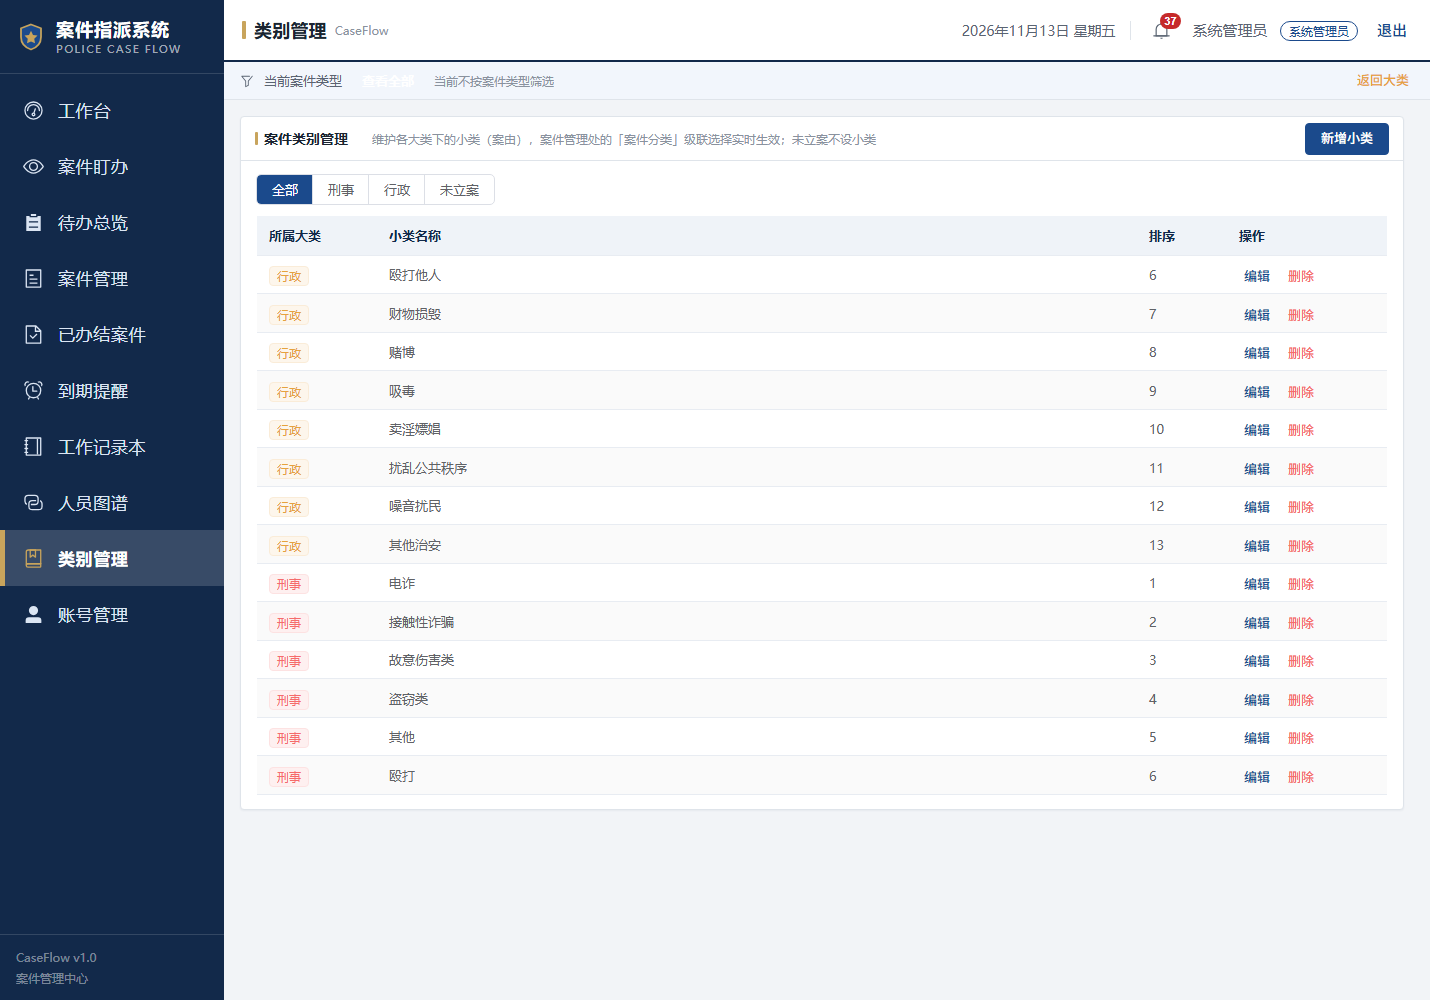 案件指派系统
POLICE CASE FLOW
工作台
案件盯办
待办总览
案件管理
已办结案件
到期提醒
工作记录本
人员图谱
类别管理
账号管理
CaseFlow v1.0
案件管理中心
类别管理 CaseFlow
2026年11月13日 星期五 37 系统管理员 系统管理员 退出
当前案件类型 查看全部 当前不按案件类型筛选 返回大类
案件类别管理 维护各大类下的小类（案由），案件管理处的「案件分类」级联选择实时生效；未立案不设小类 新增小类
全部 刑事 行政 未立案
所属大类 小类名称 排序 操作
行政 殴打他人 6 编辑 删除
行政 财物损毁 7 编辑 删除
行政 赌博 8 编辑 删除
行政 吸毒 9 编辑 删除
行政 卖淫嫖娼 10 编辑 删除
行政 扰乱公共秩序 11 编辑 删除
行政 噪音扰民 12 编辑 删除
行政 其他治安 13 编辑 删除
刑事 电诈 1 编辑 删除
刑事 接触性诈骗 2 编辑 删除
刑事 故意伤害类 3 编辑 删除
刑事 盗窃类 4 编辑 删除
刑事 其他 5 编辑 删除
刑事 殴打 6 编辑 删除